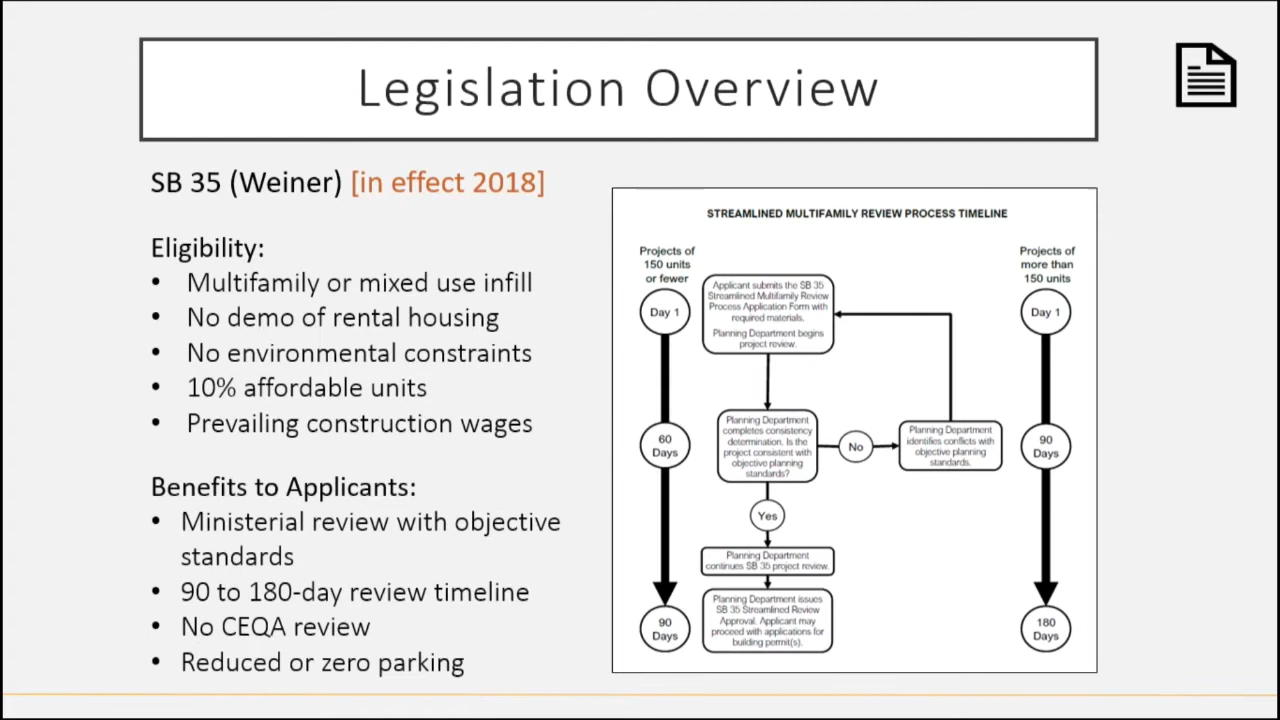 Legislation Overview
SB 35 (Weiner) [in effect 2018]
Eligibility:
• Multifamily or mixed use infill
• No demo of rental housing
• No environmental constraints
• 10% affordable units
• Prevailing construction wages
Benefits to Applicants:
• Ministerial review with objective
standards
• 90 to 180-day review timeline
• No CEQA review
• Reduced or zero parking
STREAMLINED MULTIFAMILY REVIEW PROCESS TIMELINE
Projects of
150 units
or fewer
Day 1
60
Days
90
Days
Applicant submits the SB 35
Streamlined Multifamily Review
Process Application Form with
required materials.
Planning Department begins
project review.
Planning Department
completes consistency
determination. Is the
project consistent with
objective planning
standards?
No
Planning Department
identifies conflicts with
objective planning
standards.
Yes
Planning Department
continues SB 35 project review.
Planning Department issues
SB 35 Streamlined Review
Approval. Applicant may
proceed with applications for
building permit(s).
Projects of
more than
150 units
Day 1
90
Days
180
Days